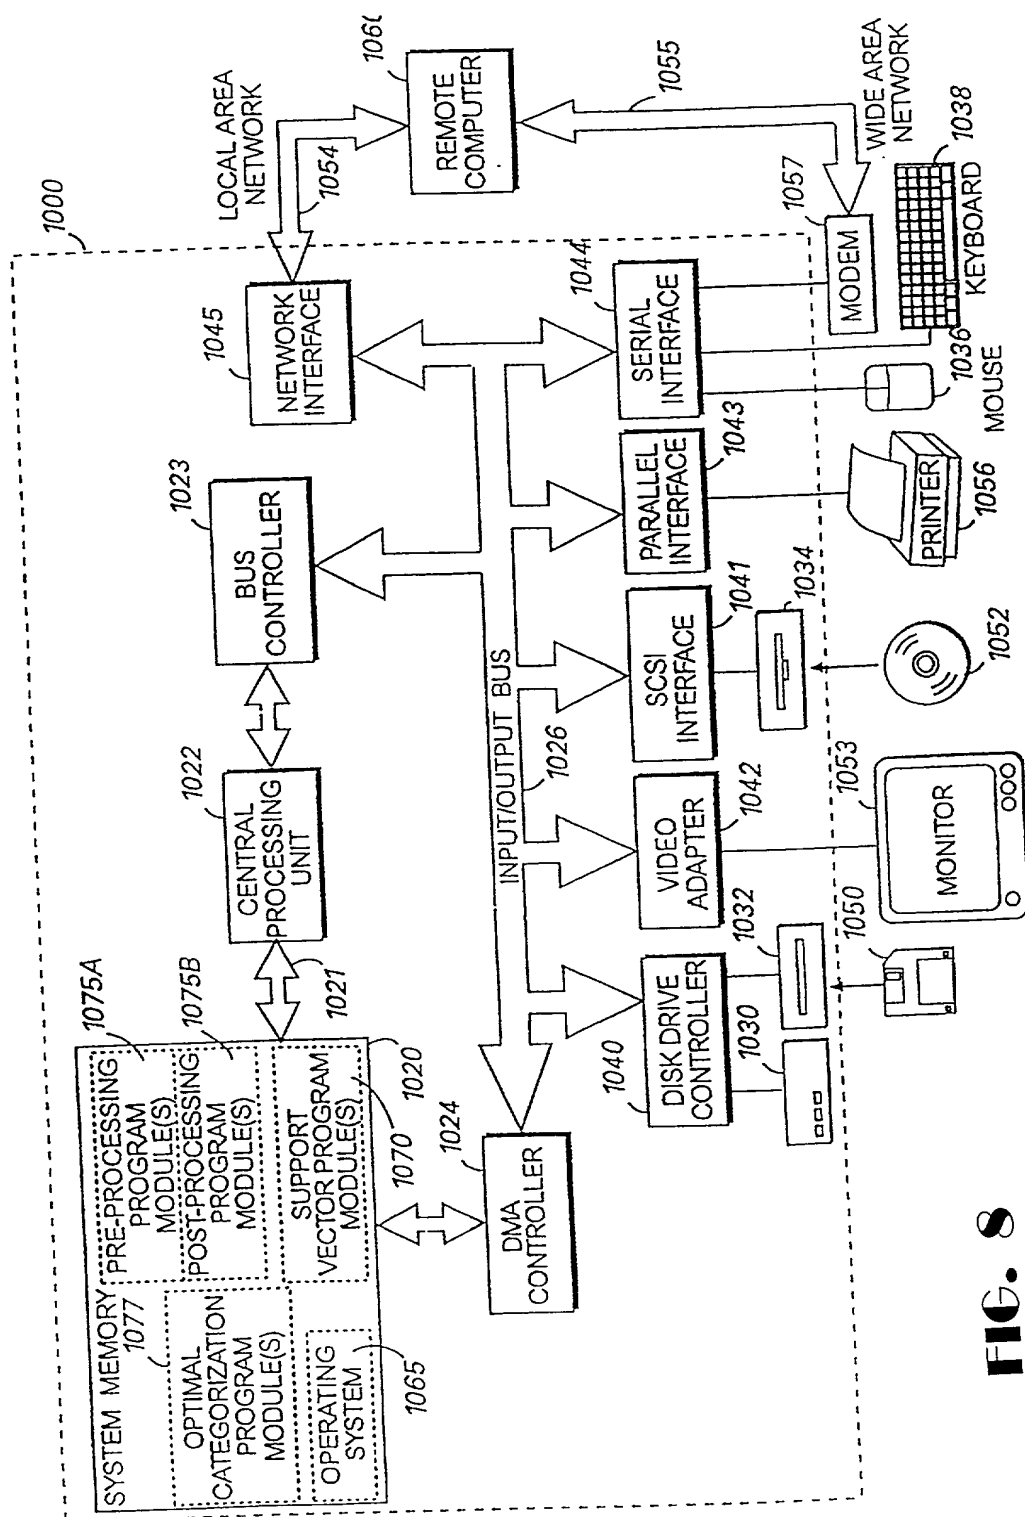 1000
SYSTEM MEMORY
1077
OPTIMAL
CATEGORIZATION
PROGRAM
MODULE(S)
OPERATING
SYSTEM
1065
PRE-PROCESSING
PROGRAM
MODULE(S)
POST-PROCESSING
PROGRAM
MODULE(S)
SUPPORT
VECTOR PROGRAM
MODULE(S)
1075A
1075B
1020
1070
1021
CENTRAL
PROCESSING
UNIT
1022
BUS
CONTROLLER
1023
NETWORK
INTERFACE
1045
LOCAL AREA
NETWORK
1054
REMOTE
COMPUTER
1055
DMA
CONTROLLER
1024
INPUT/OUTPUT BUS
1026
DISK DRIVE
CONTROLLER
1040
VIDEO
ADAPTER
1042
SCSI
INTERFACE
1041
PARALLEL
INTERFACE
1043
SERIAL
INTERFACE
1044
1030
1032
1034
MODEM
1057
WIDE AREA
NETWORK
1050
MONITOR
1053
1052
PRINTER
1056
MOUSE
1036
KEYBOARD
1038
FIG. 8